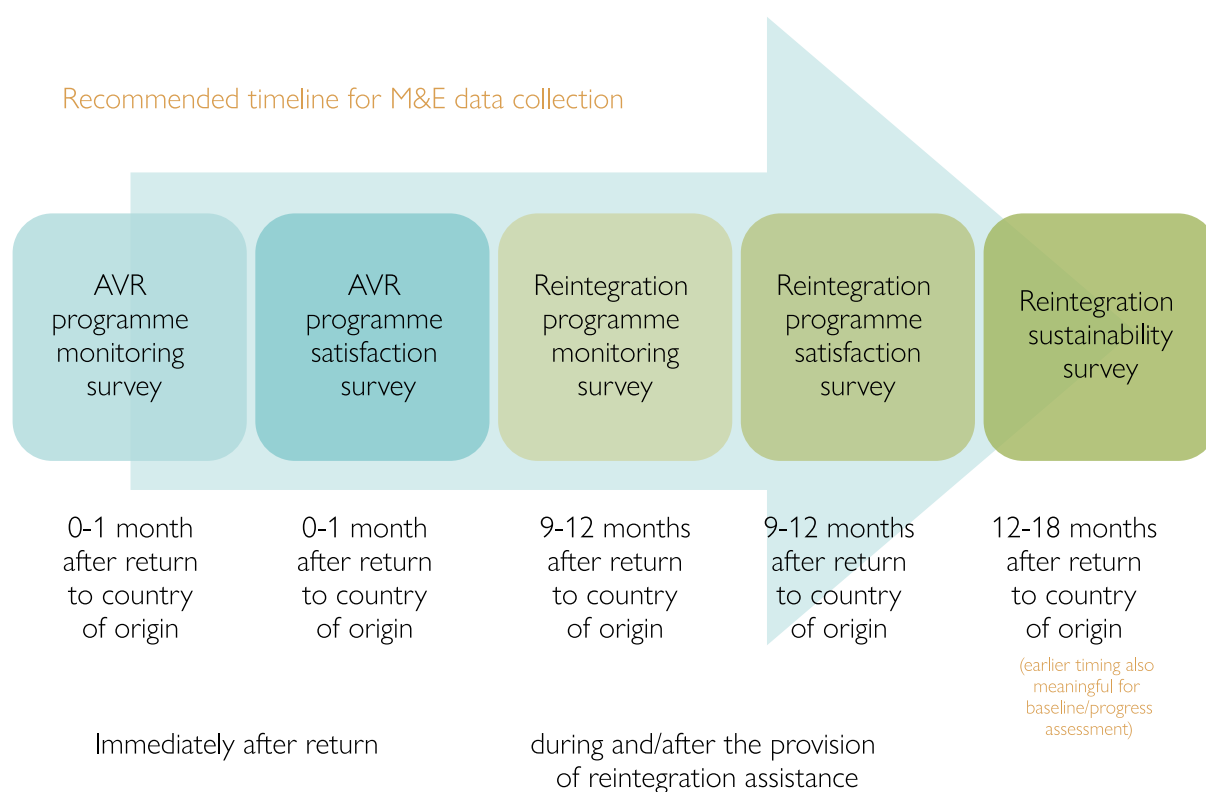 Recommended timeline for M&E data collection
AVR
programme
monitoring
survey
AVR
programme
satisfaction
survey
Reintegration
programme
monitoring
survey
Reintegration
programme
satisfaction
survey
Reintegration
sustainability
survey
0-1 month
after return
to country
of origin
0-1 month
after return
to country
of origin
9-12 months
after return
to country
of origin
9-12 months
after return
to country
of origin
12-18 months
after return
to country
of origin
(earlier timing also
meaningful for
baseline/progress
assessment)
Immediately after return
during and/after the provision
of reintegration assistance